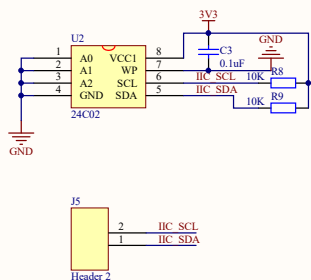 3V3
U2
GND
1 A0 VCC1 8
C3
2 A1 WP 7
0.1uF
3 A2 SCL 6 IIC_SCL 10K R8
4 GND SDA 5 IIC_SDA
24C02
10K R9
GND
J5
2 IIC_SCL
1 IIC_SDA
Header 2